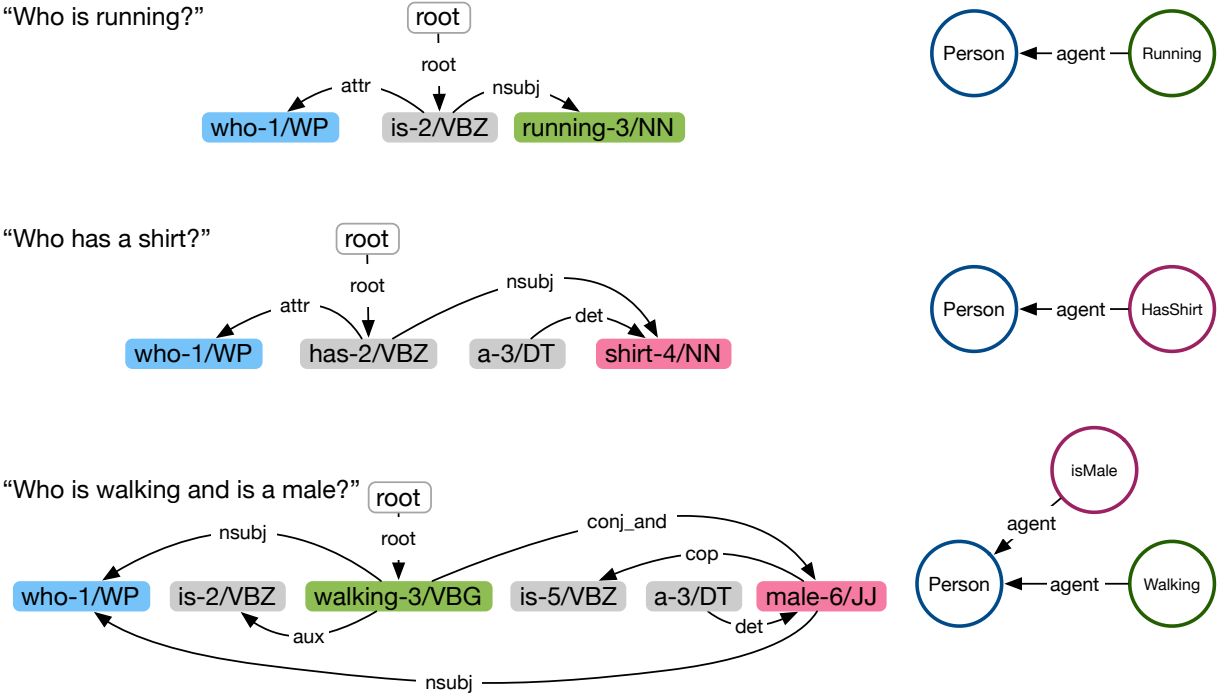 “Who is running?”
root
root
attr
nsubj
who-1/WP
is-2/VBZ
running-3/NN
Person
agent
Running
“Who has a shirt?”
root
root
nsubj
attr
det
who-1/WP
has-2/VBZ
a-3/DT
shirt-4/NN
Person
agent
HasShirt
“Who is walking and is a male?”
root
root
nsubj
conj_and
cop
who-1/WP
is-2/VBZ
walking-3/VBG
is-5/VBZ
a-3/DT
male-6/JJ
aux
det
nsubj
isMale
agent
Person
agent
Walking